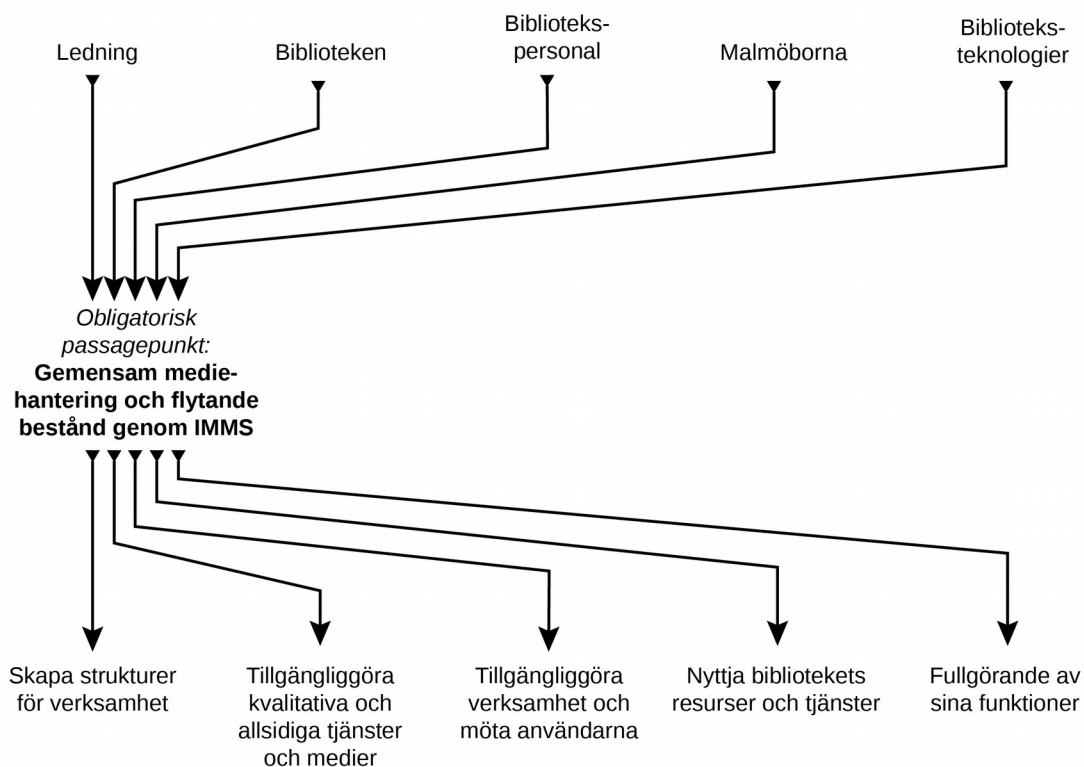 Ledning
Biblioteken
Biblioteks-
personal
Malmöborna
Biblioteks-
teknologier
Obligatorisk
passagepunkt:
Gemensam medie-
hantering och flytande
bestånd genom IMMS
Skapa strukturer
för verksamhet
Tillgängliggöra
kvalitativa och
allsidiga tjänster
och medier
Tillgängliggöra
verksamhet och
möta användarna
Nyttja bibliotekets
resurser och tjänster
Fullgörande av
sina funktioner